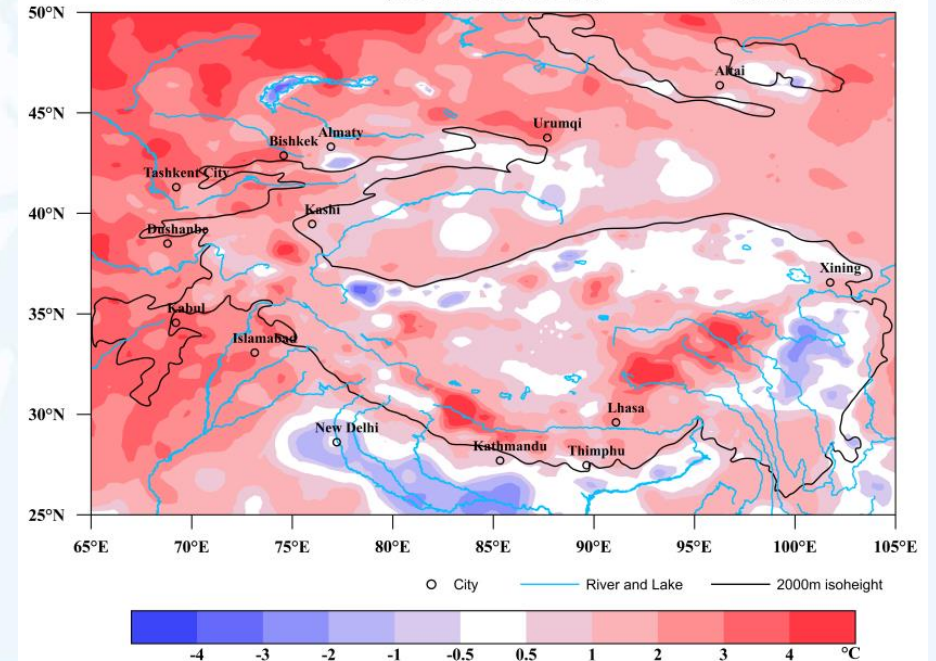 50°N
Altai
45°N
Urumqi
Bishkek
Almaty
Tashkent City
40°N
Kashi
Dushanbe
Xining
35°N
Kabul
Islamabad
30°N
Lhasa
New Delhi
Kathmandu
Thimphu
25°N
65°E 70°E 75°E 80°E 85°E 90°E 95°E 100°E 105°E
City River and Lake 2000m isoheight
-4 -3 -2 -1 -0.5 0.5 1 2 3 4 °C